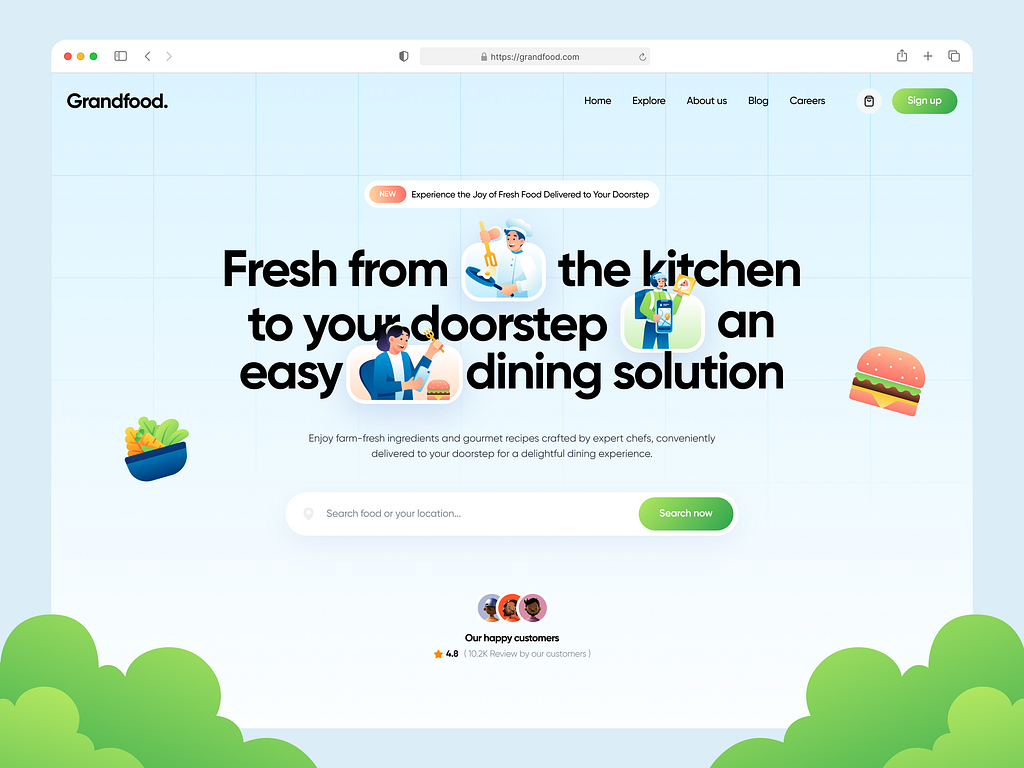 https://grandfood.com
Grandfood.
Home Explore About us Blog Careers Sign up
NEW Experience the Joy of Fresh Food Delivered to Your Doorstep
Fresh from the kitchen
to your doorstep an
easy dining solution
Enjoy farm-fresh ingredients and gourmet recipes crafted by expert chefs, conveniently
delivered to your doorstep for a delightful dining experience.
Search food or your location... Search now
Our happy customers
4.8 ( 10.2K Review by our customers )